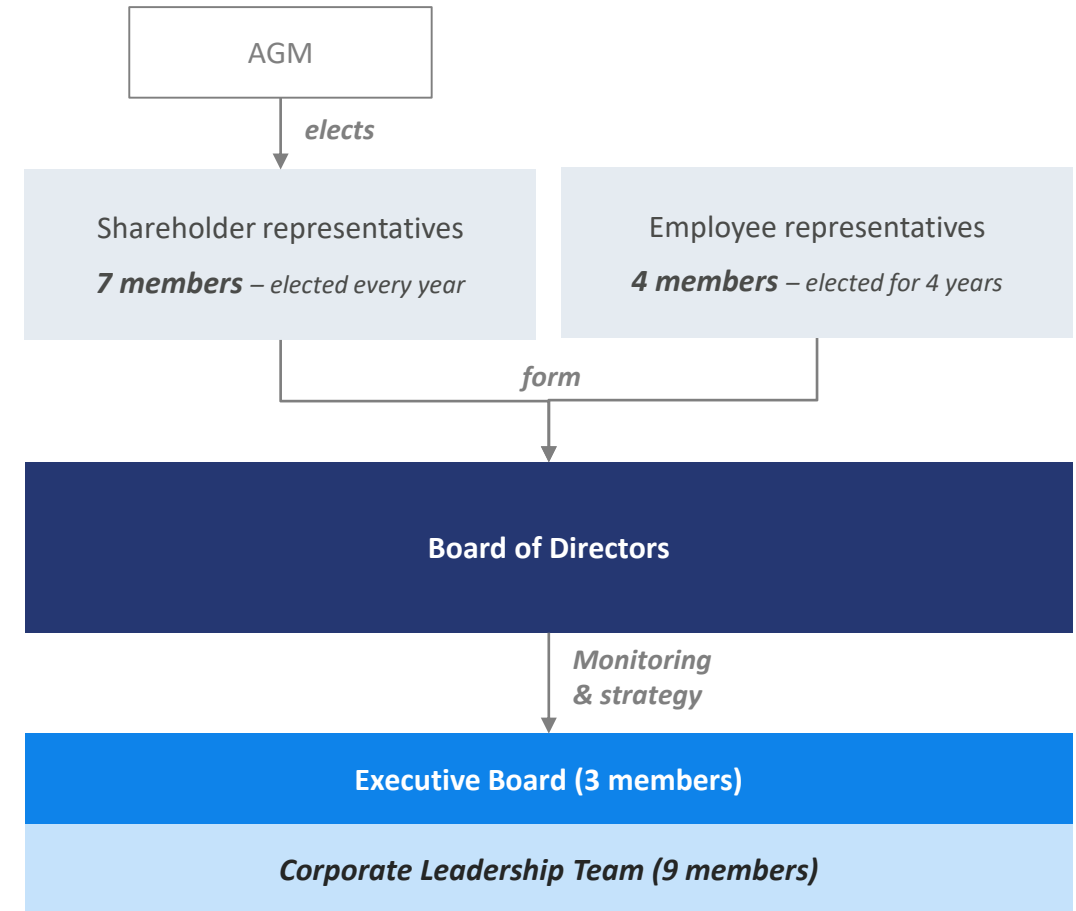 AGM
elects
Shareholder representatives
7 members – elected every year
Employee representatives
4 members – elected for 4 years
form
Board of Directors
Monitoring
& strategy
Executive Board (3 members)
Corporate Leadership Team (9 members)